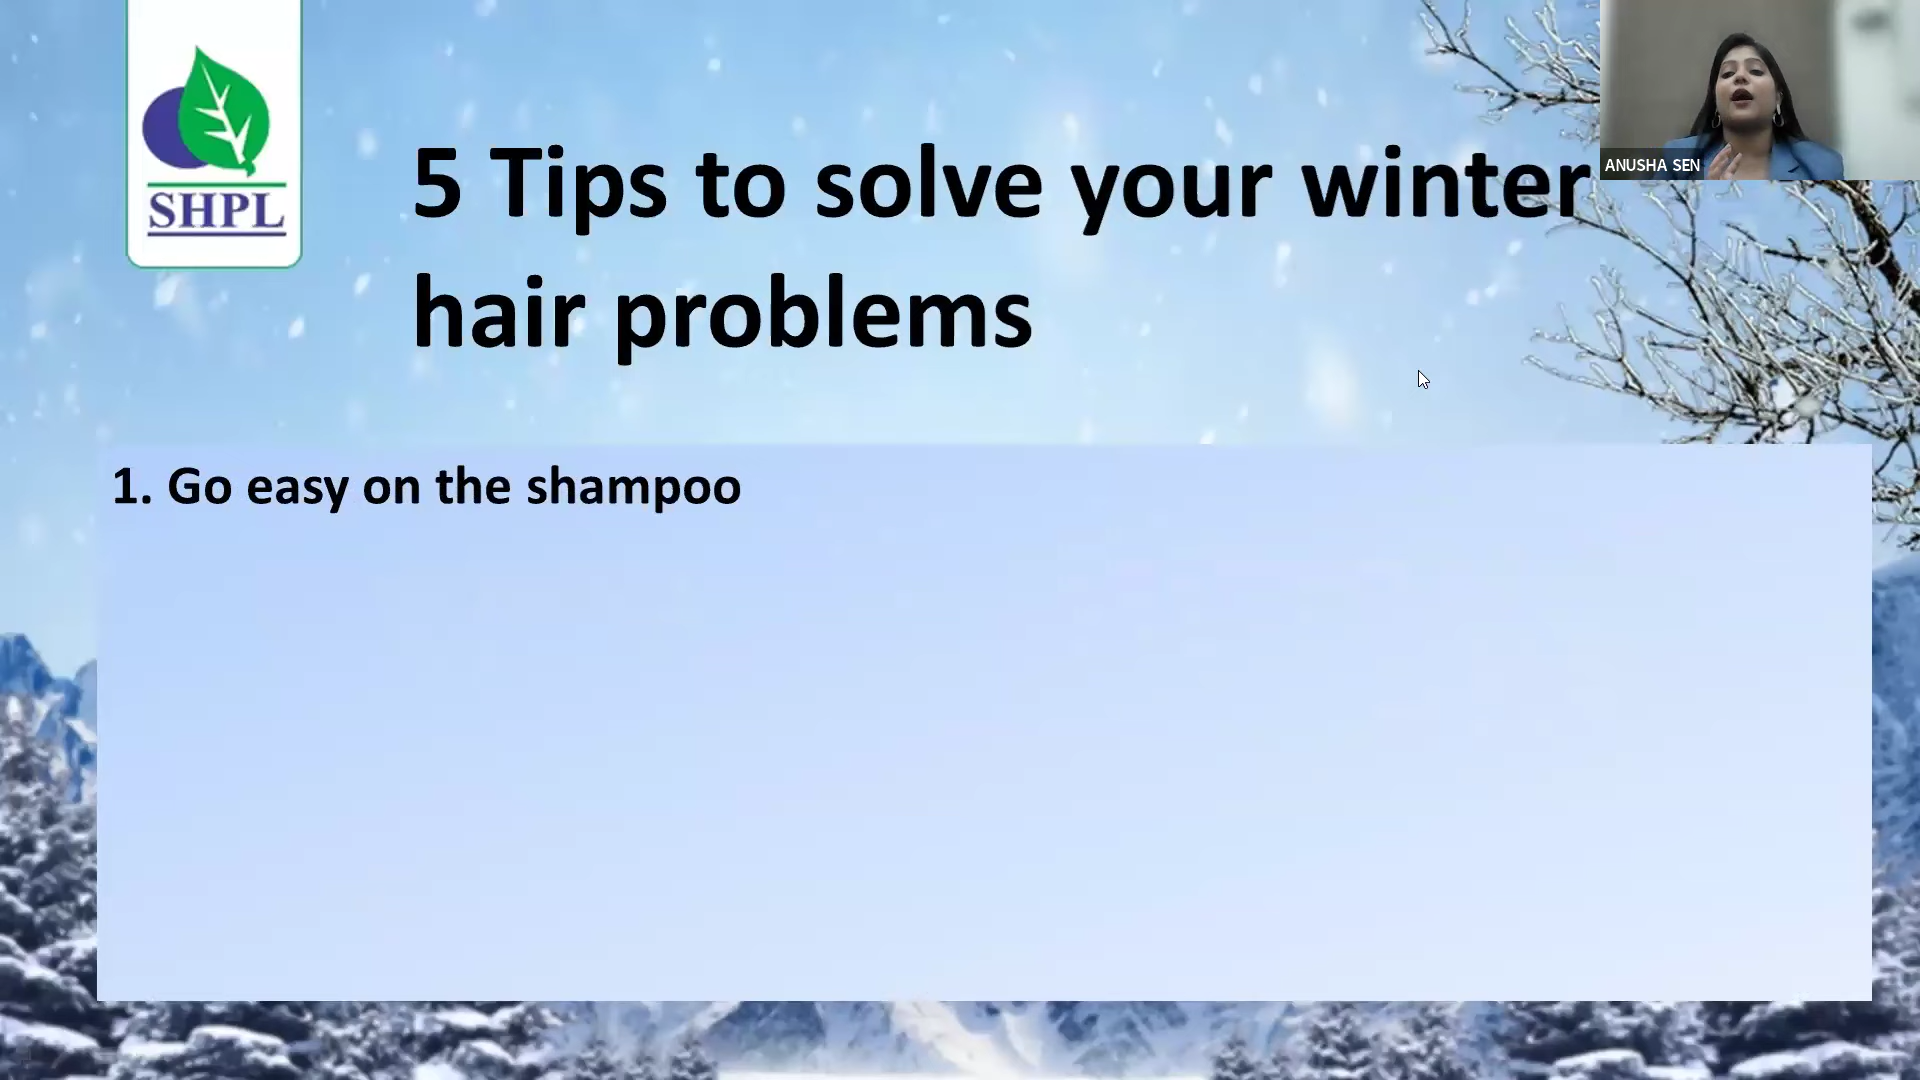 SHPL
5 Tips to solve your winter
hair problems
ANUSHA SEN
1. Go easy on the shampoo